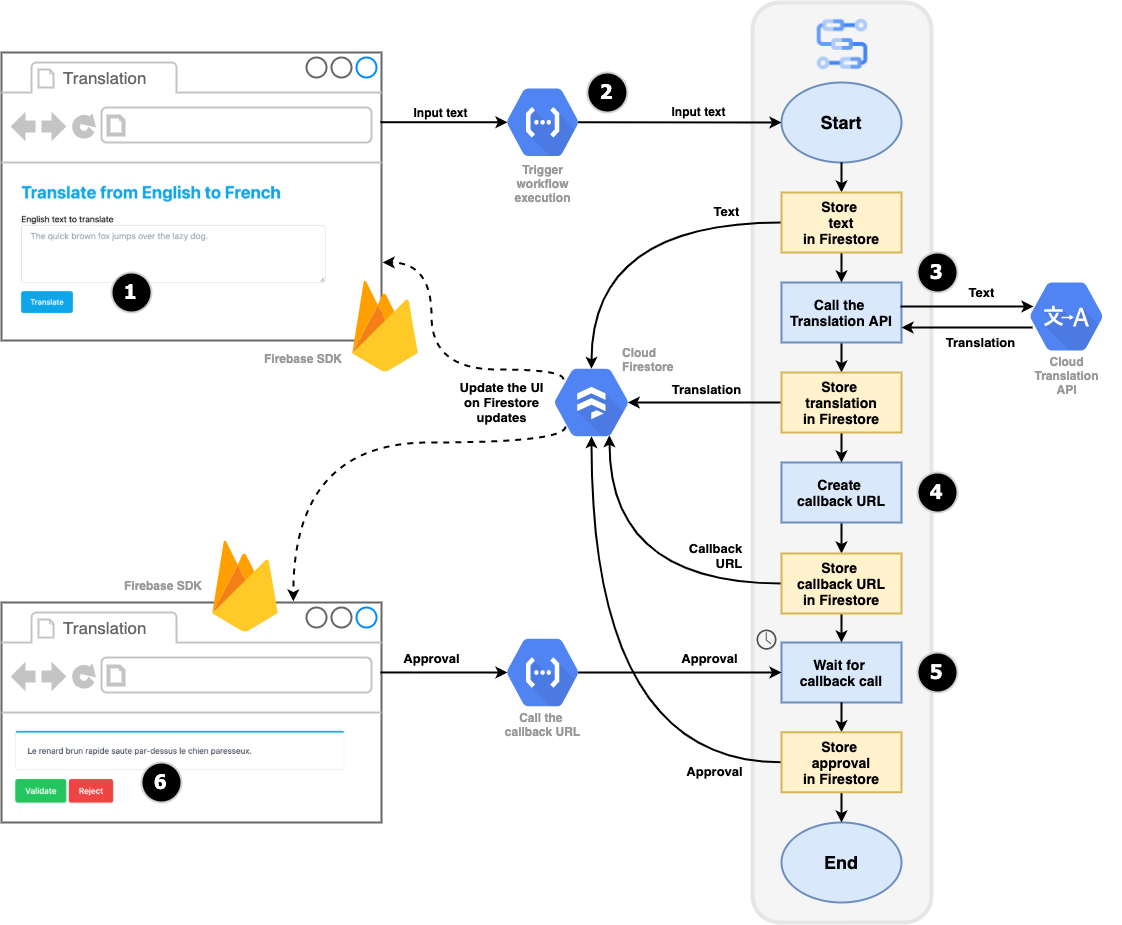 Translation
Translate from English to French
English text to translate
The quick brown fox jumps over the lazy dog.
1
Translate
Firebase SDK
Input text
2
Trigger
workflow
execution
Input text
Start
Store
text
in Firestore
Text
3
Call the
Translation API
Text
Translation
文→A
Cloud
Translation
API
Cloud
Firestore
Update the UI
on Firestore
updates
Translation
Store
translation
in Firestore
Create
callback URL
4
Callback
URL
Store
callback URL
in Firestore
Firebase SDK
Translation
Approval
Call the
callback URL
Approval
Wait for
callback call
5
Le renard brun rapide saute par-dessus le chien paresseux.
6
Validate
Reject
Approval
Store
approval
in Firestore
End